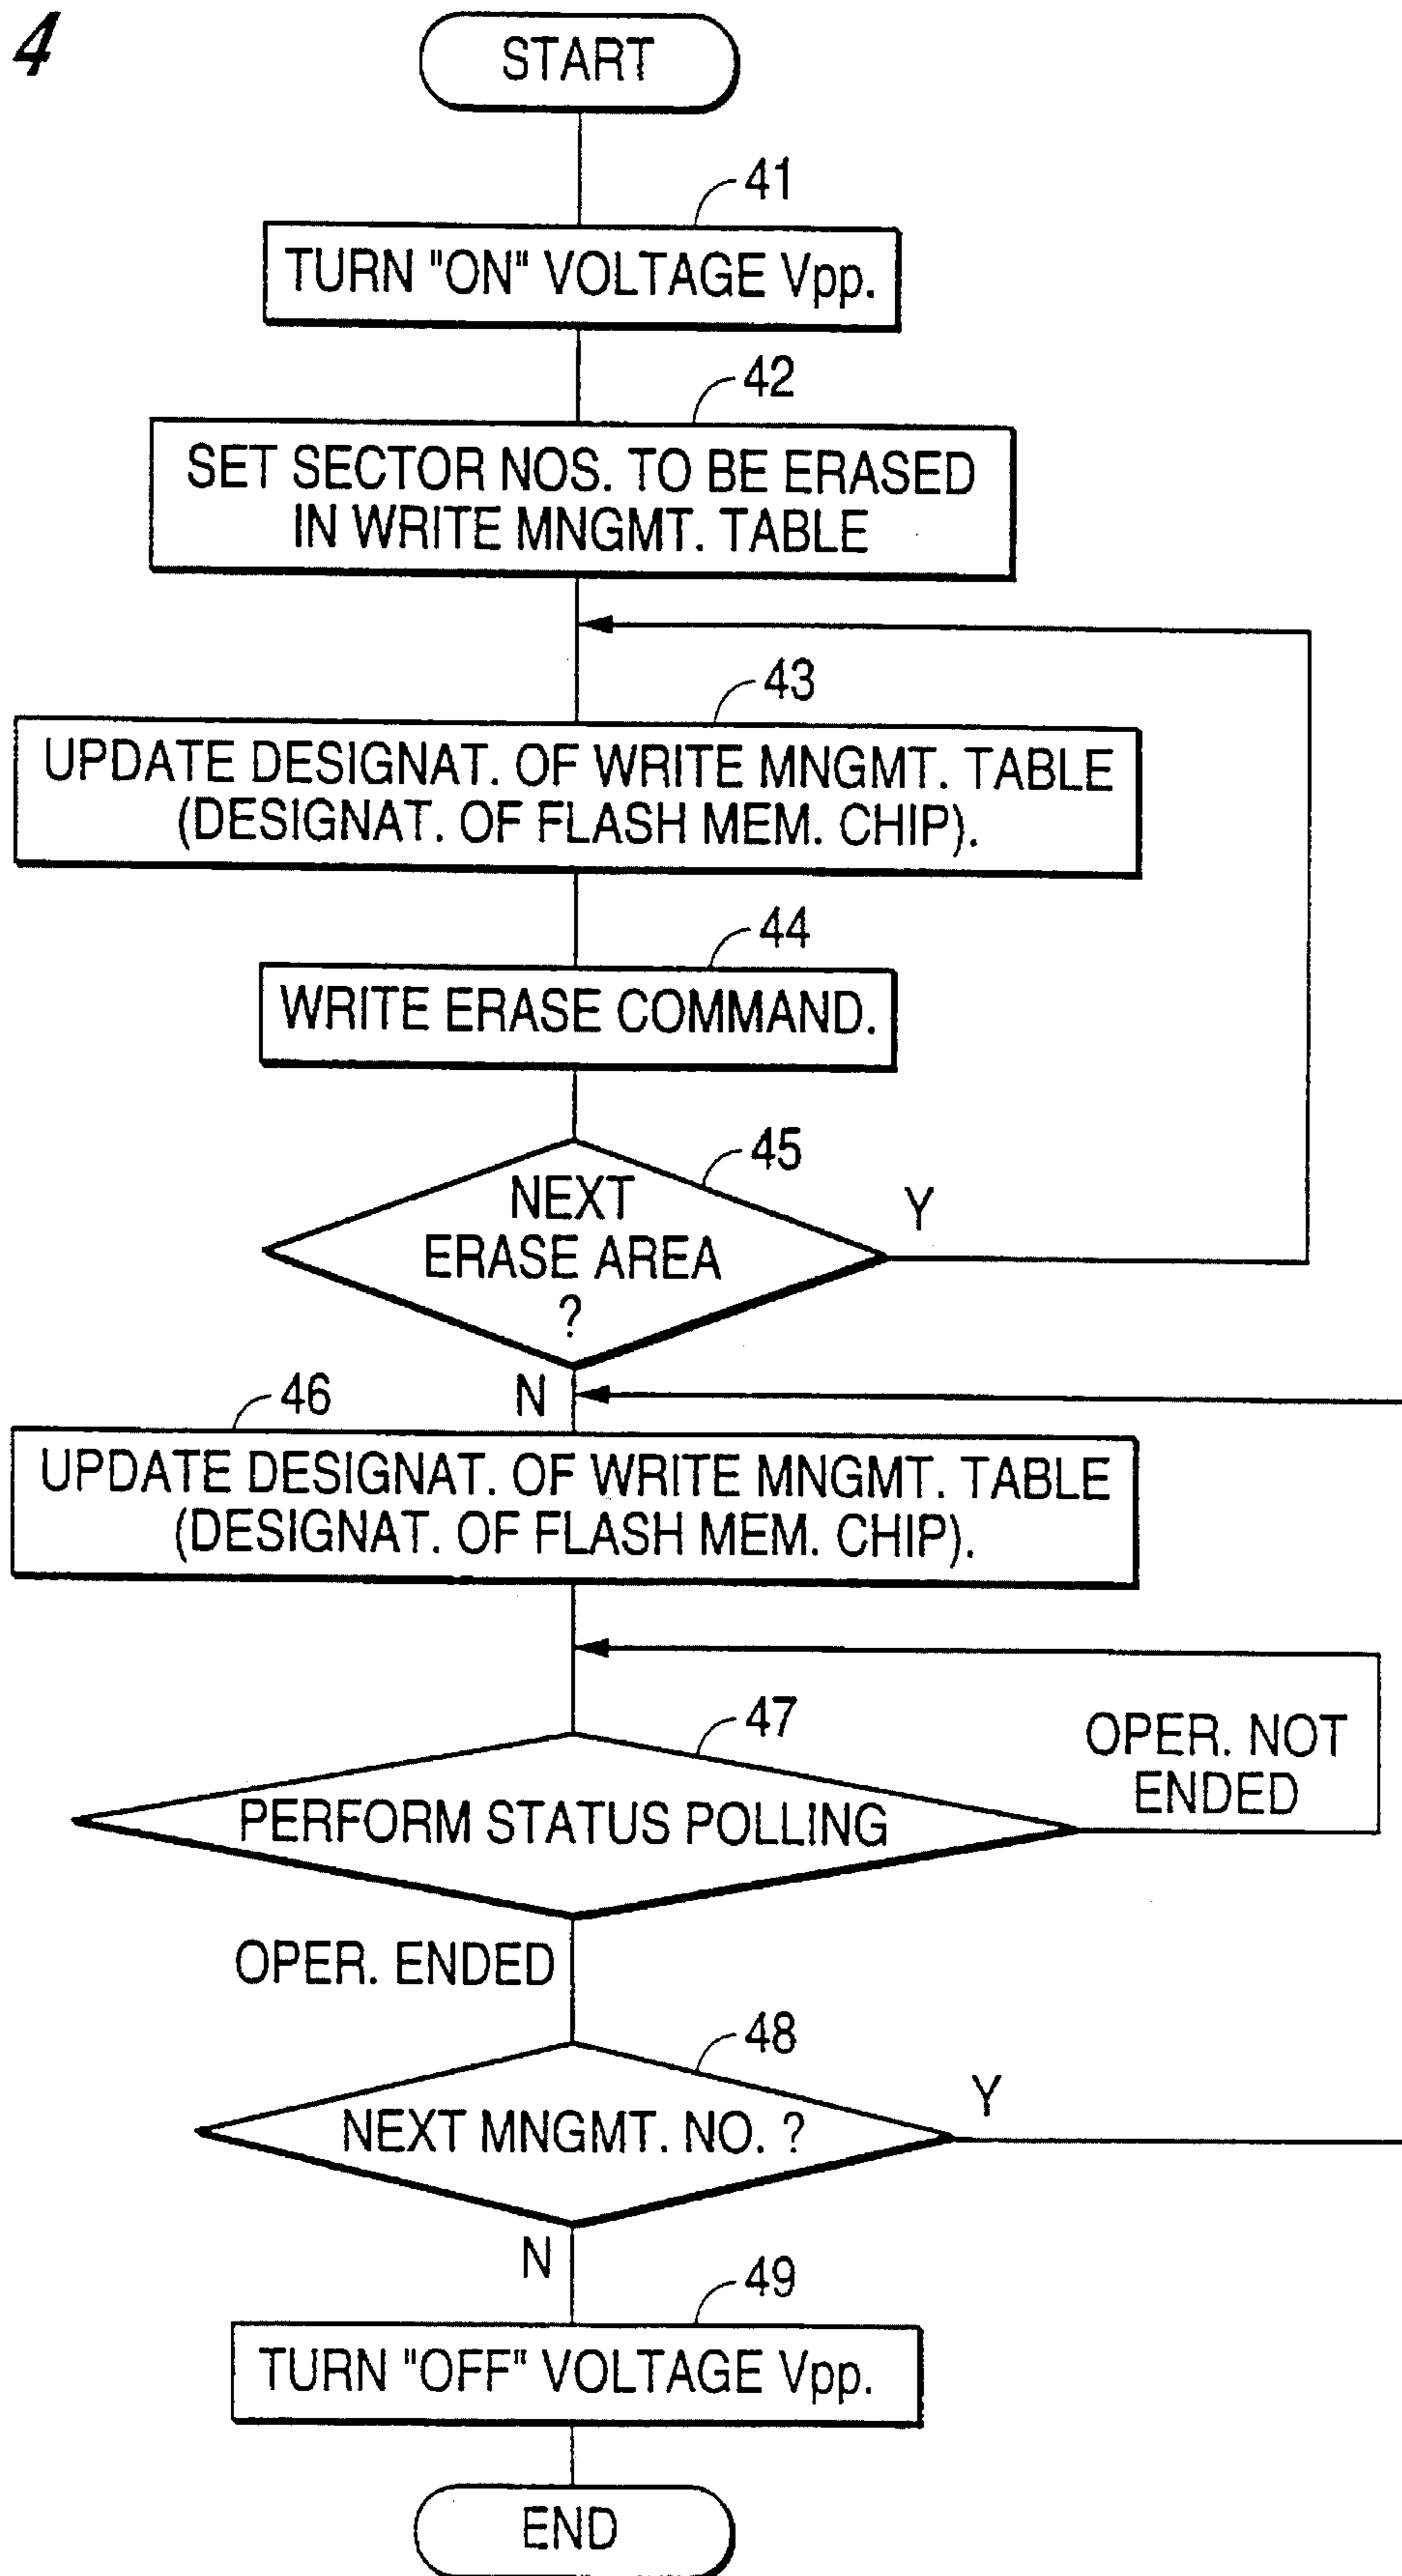 4
START
41
TURN "ON" VOLTAGE Vpp.
42
SET SECTOR NOS. TO BE ERASED
IN WRITE MNGMT. TABLE
43
UPDATE DESIGNAT. OF WRITE MNGMT. TABLE
(DESIGNAT. OF FLASH MEM. CHIP).
44
WRITE ERASE COMMAND.
45
NEXT
ERASE AREA
?
Y
N
46
UPDATE DESIGNAT. OF WRITE MNGMT. TABLE
(DESIGNAT. OF FLASH MEM. CHIP).
47
PERFORM STATUS POLLING
OPER. NOT
ENDED
OPER. ENDED
48
NEXT MNGMT. NO. ?
Y
N
49
TURN "OFF" VOLTAGE Vpp.
END